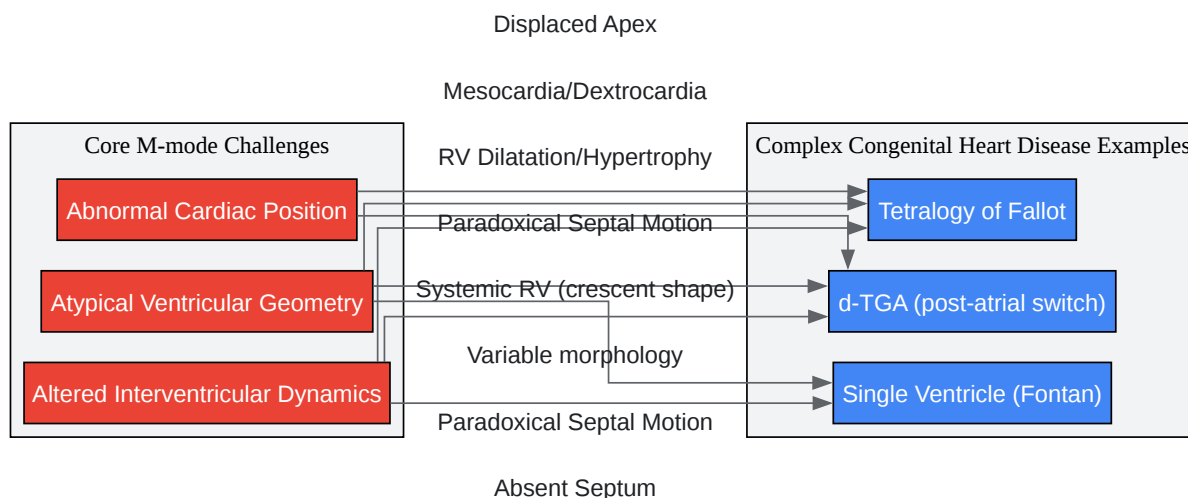 Displaced Apex
Mesocardia/Dextrocardia
Core M-mode Challenges
Complex Congenital Heart Disease Examples
RV Dilatation/Hypertrophy
Abnormal Cardiac Position
Tetralogy of Fallot
Paradoxical Septal Motion
Atypical Ventricular Geometry
Systemic RV (crescent shape)
d-TGA (post-atrial switch)
Variable morphology
Altered Interventricular Dynamics
Single Ventricle (Fontan)
Paradoxical Septal Motion
Absent Septum